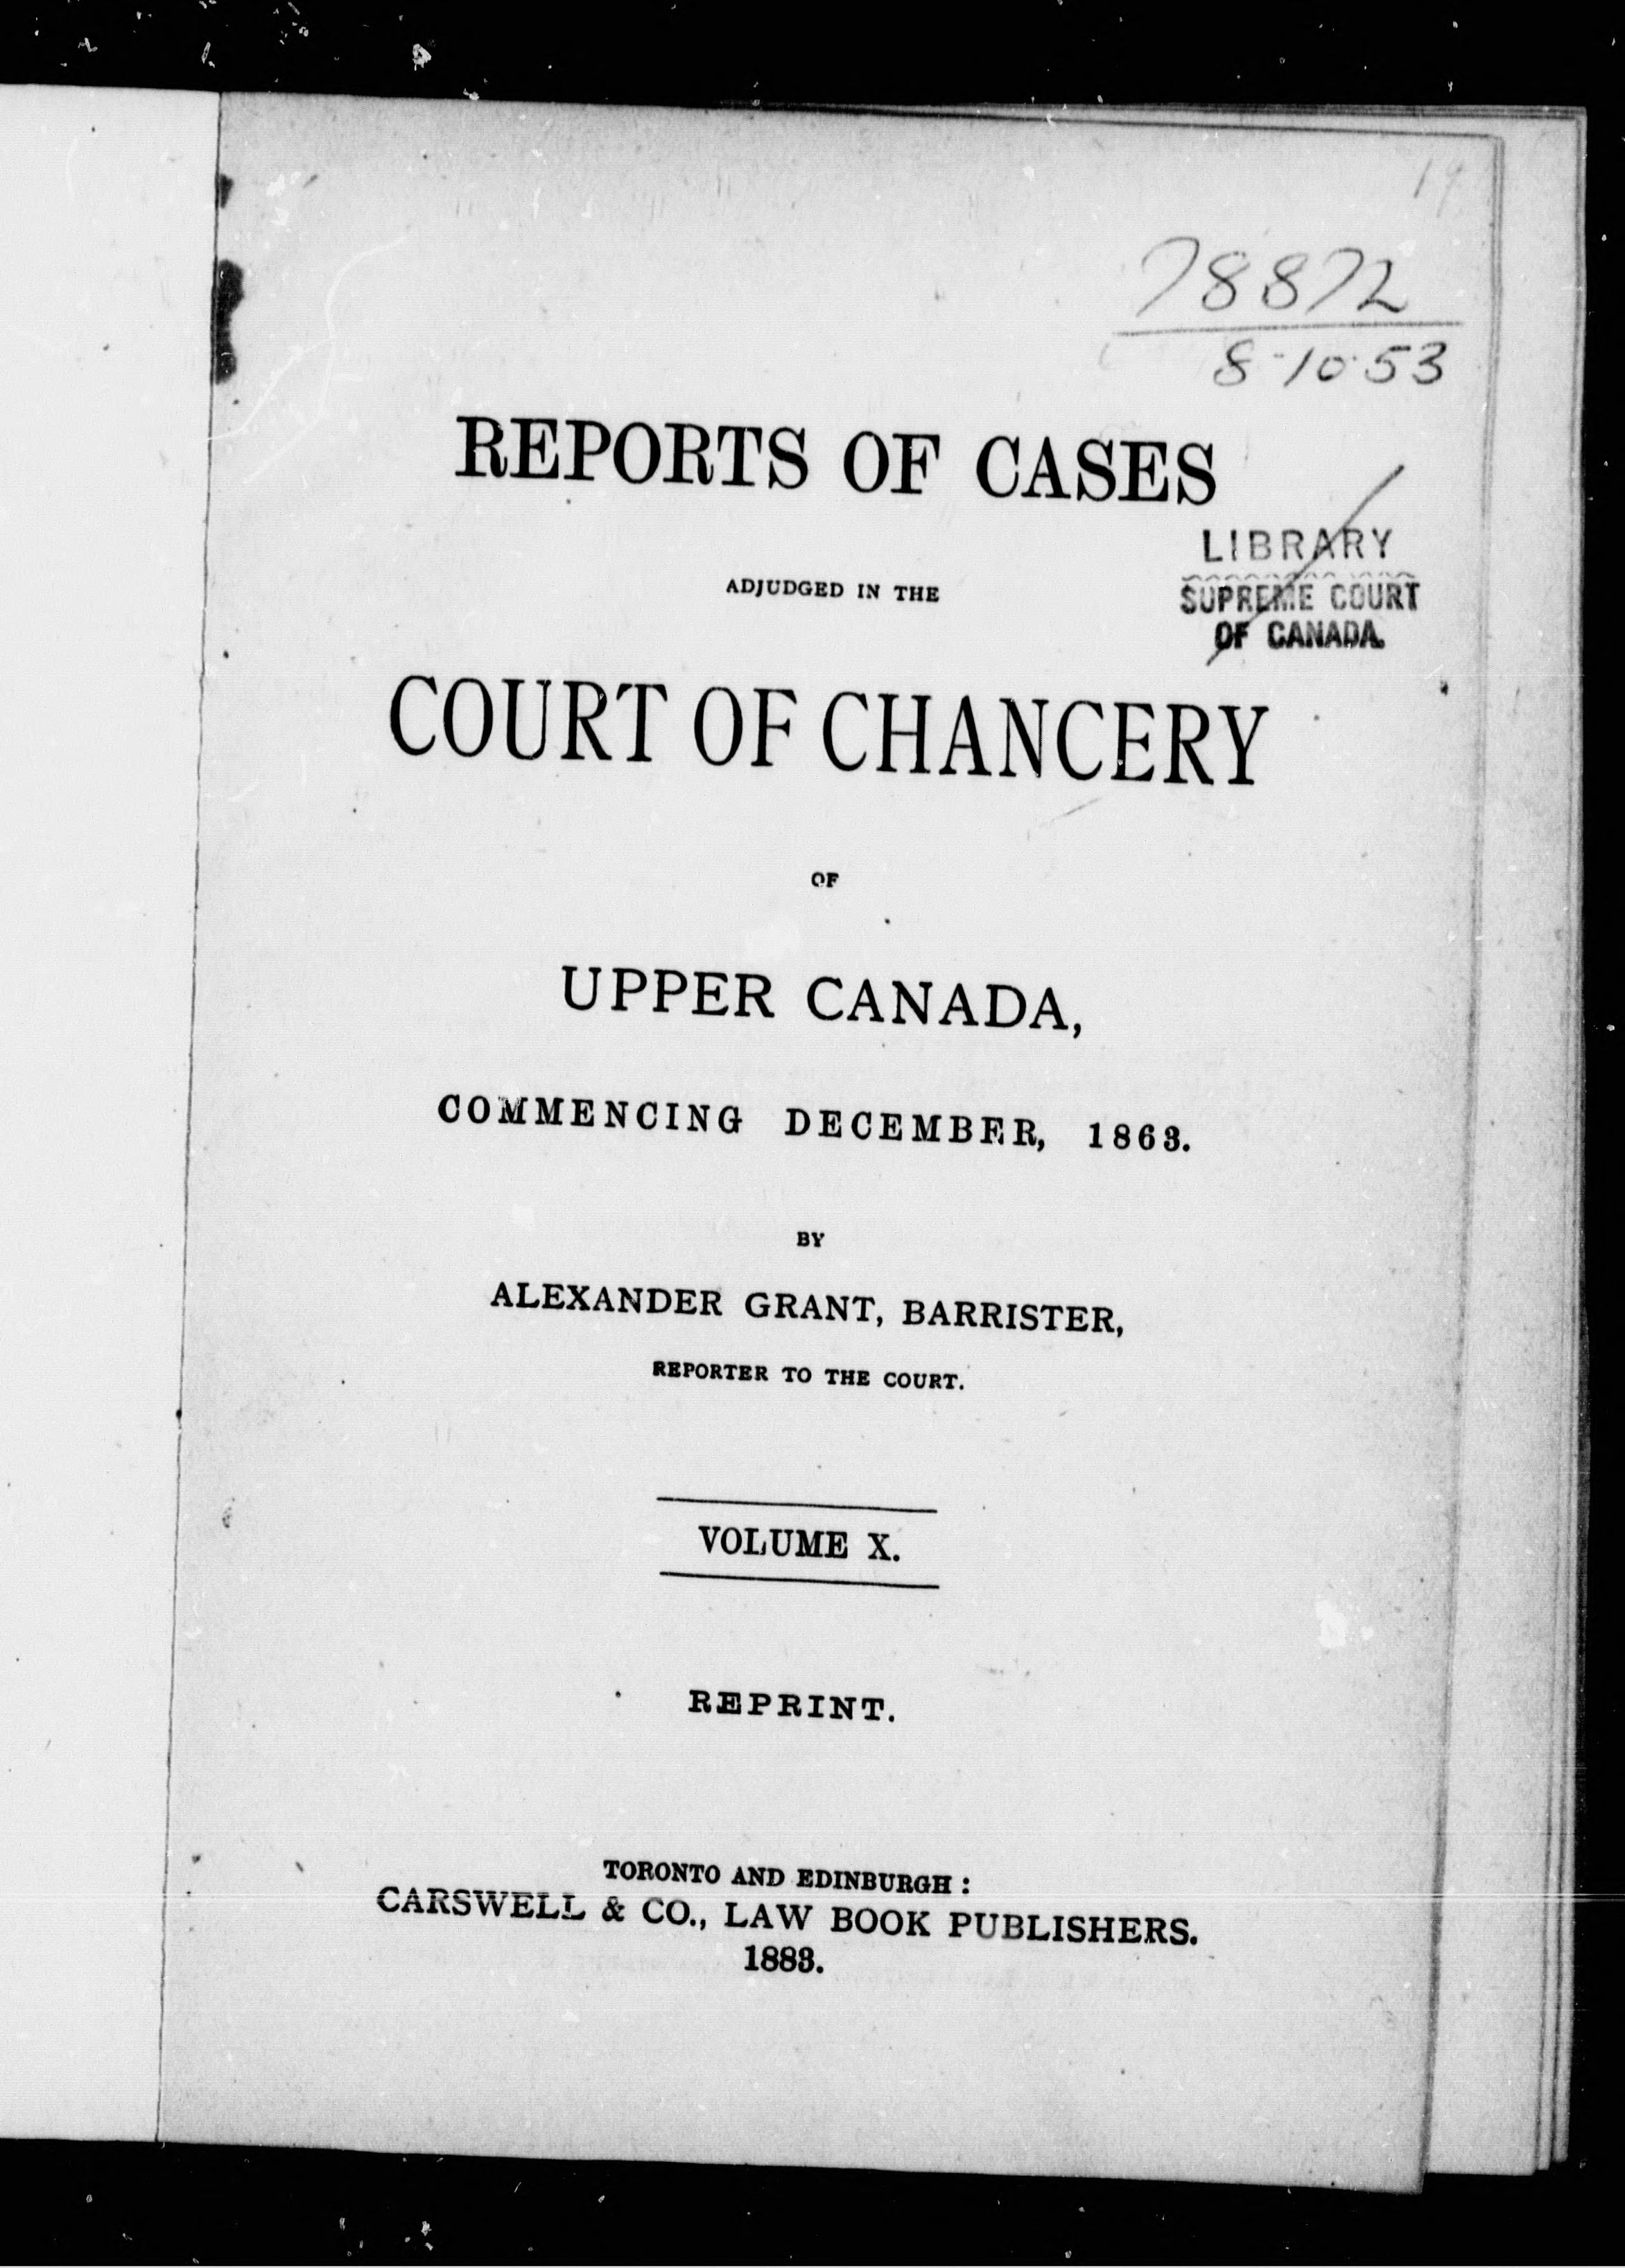 78872
8-10-53
REPORTS OF CASES
LIBRARY
SUPREME COURT
OF CANADA.
ADJUDGED IN THE
COURT OF CHANCERY
OF
UPPER CANADA,
COMMENCING DECEMBER, 1863.
BY
ALEXANDER GRANT, BARRISTER,
REPORTER TO THE COURT.
VOLUME X.
REPRINT.
TORONTO AND EDINBURGH:
CARSWELL & CO., LAW BOOK PUBLISHERS.
1883.